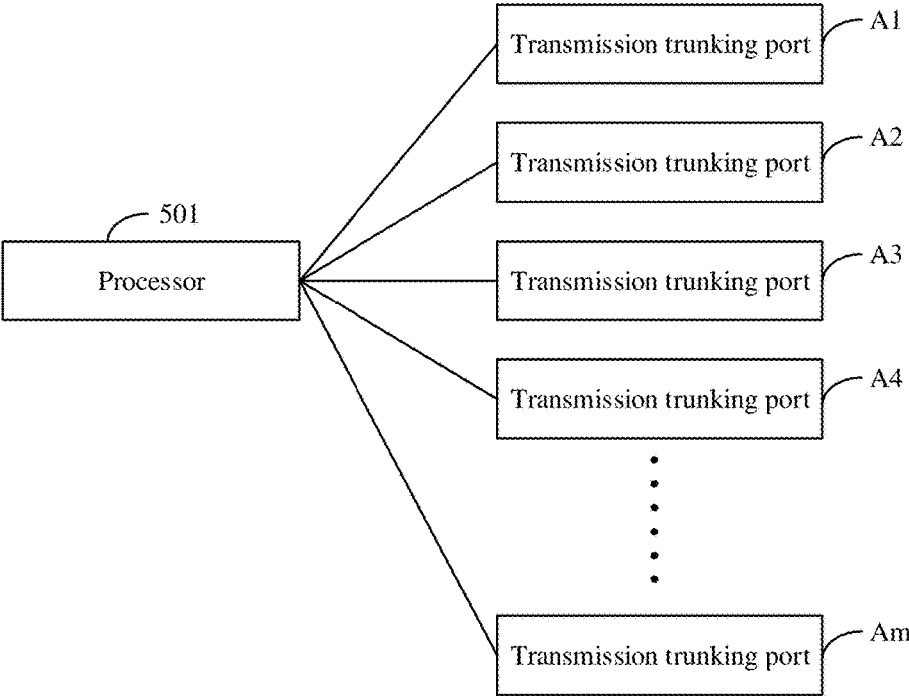 A1
Transmission trunking port
A2
Transmission trunking port
501
A3
Processor
Transmission trunking port
A4
Transmission trunking port
Am
Transmission trunking port